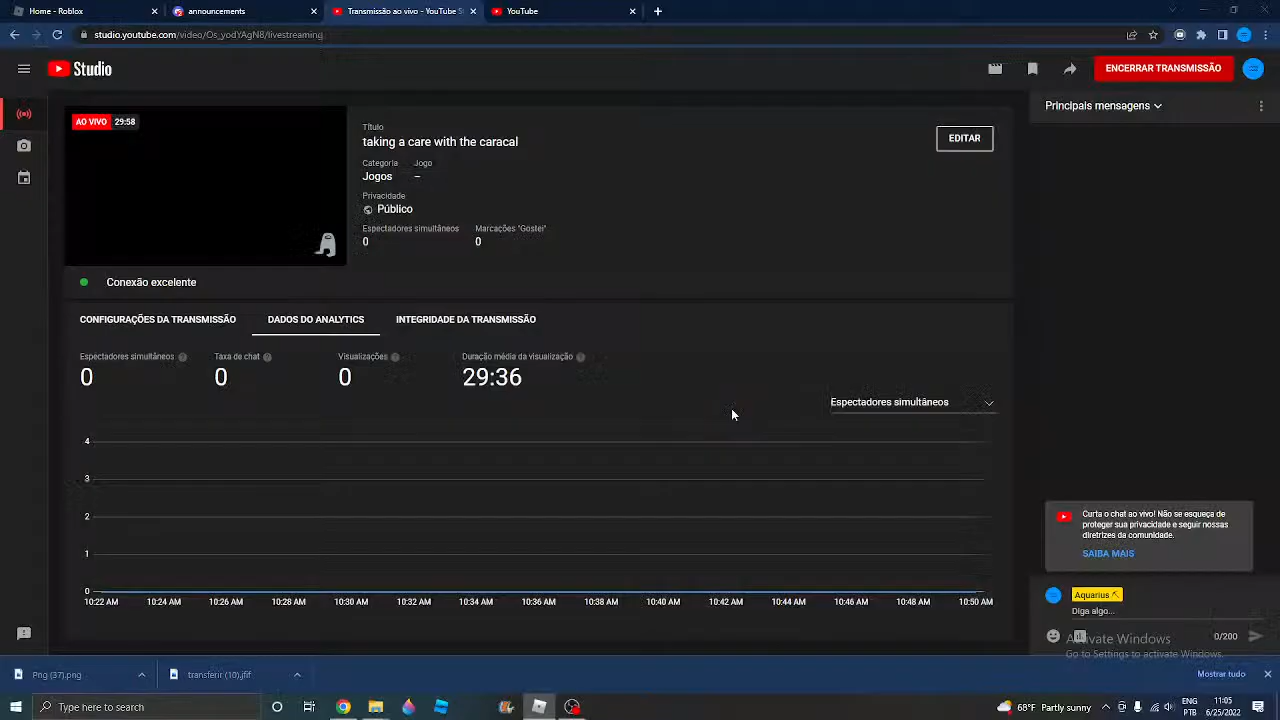 Home - Roblox
announcements
Transmissão ao vivo - YouTube S
YouTube
studio.youtube.com/video/Os_yodYAgN8/livestreaming
Studio
ENCERRAR TRANSMISSÃO
AO VIVO 29:58
Título
taking a care with the caracal
EDITAR
Categoria Jogo
Jogos –
Privacidade
Público
Espectadores simultâneos Marcações "Gostei"
0 0
Conexão excelente
Principais mensagens
CONFIGURAÇÕES DA TRANSMISSÃO DADOS DO ANALYTICS INTEGRIDADE DA TRANSMISSÃO
Espectadores simultâneos Taxa de chat Visualizações Duração média da visualização
0 0 0 29:36
Espectadores simultâneos
4
3
2
1
0
10:22 AM 10:24 AM 10:26 AM 10:28 AM 10:30 AM 10:32 AM 10:34 AM 10:36 AM 10:38 AM 10:40 AM 10:42 AM 10:44 AM 10:46 AM 10:48 AM 10:50 AM
Curta o chat ao vivo! Não se esqueça de
proteger sua privacidade e seguir nossas
diretrizes da comunidade.
SAIBA MAIS
Aquarius
Diga algo...
0/200
Activate Windows
Go to Settings to activate Windows.
Png (37).png
transferir (10).jfif
Mostrar tudo
Type here to search
68°F Partly sunny
ENG
PTB
11:05
6/25/2022